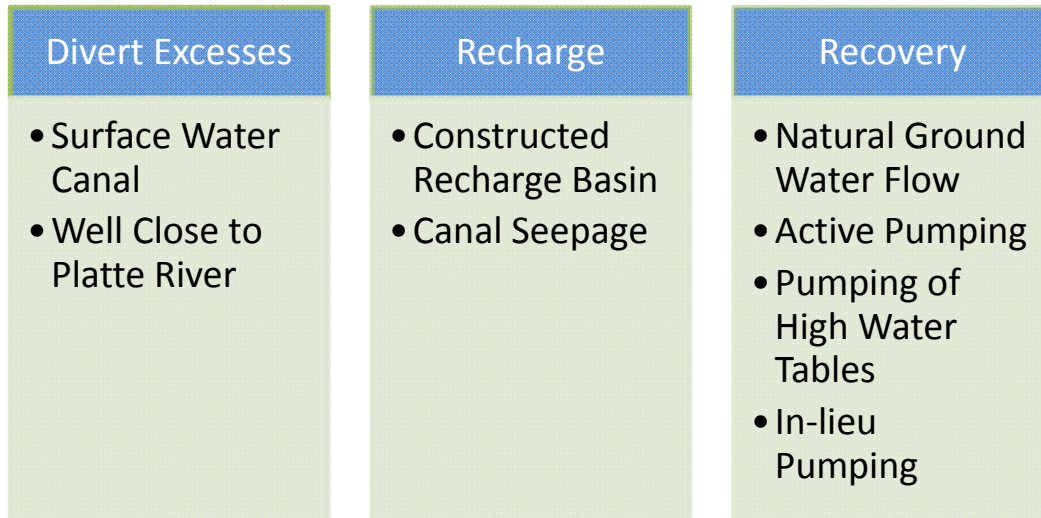 Divert Excesses
• Surface Water
Canal
• Well Close to
Platte River
Recharge
• Constructed
Recharge Basin
• Canal Seepage
Recovery
• Natural Ground
Water Flow
• Active Pumping
• Pumping of
High Water
Tables
• In-lieu
Pumping